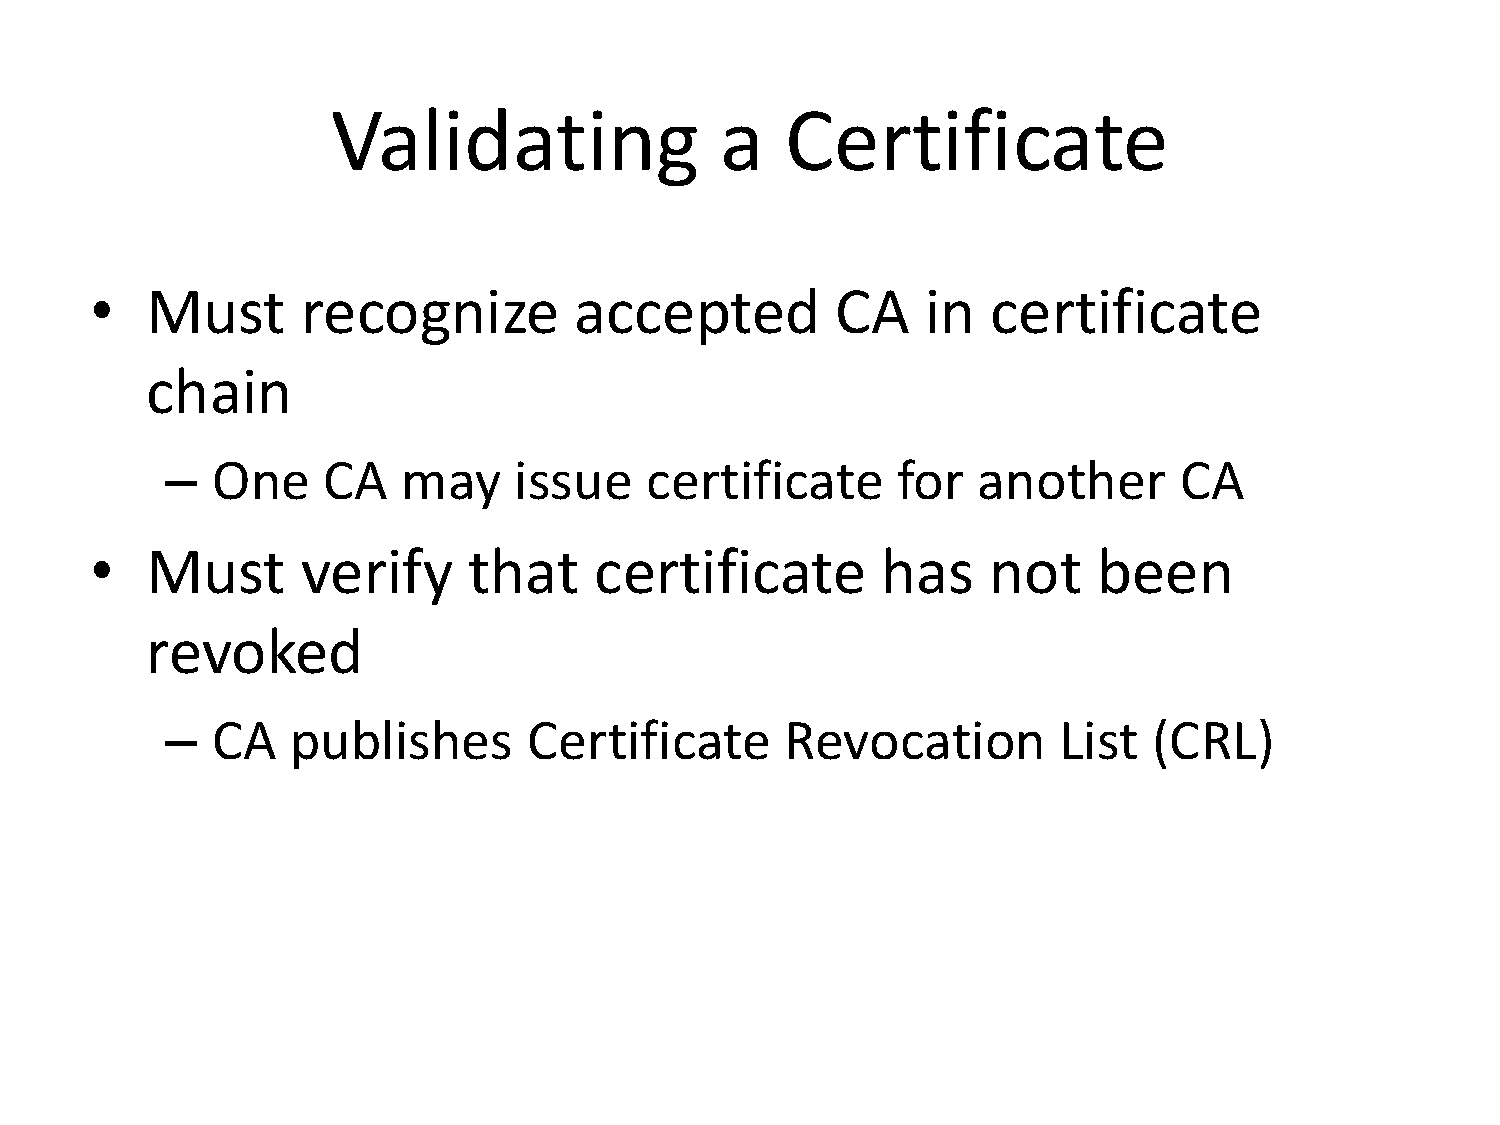 Validating a Certificate
• Must recognize accepted CA in certificate
chain
– One CA may issue certificate for another CA
• Must verify that certificate has not been
revoked
– CA publishes Certificate Revocation List (CRL)